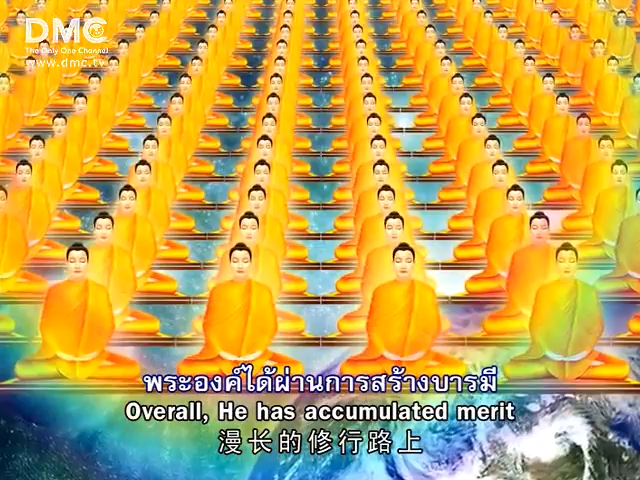 DMC
The Only One Channel
www.dmc.tv
พระองค์ได้ผ่านการสร้างบารมี
Overall, He has accumulated merit
漫长的修行路上